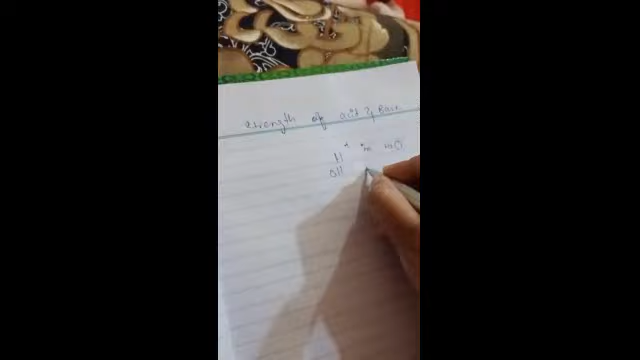 strength of acid & Base
H⁺ in H₂O
OH